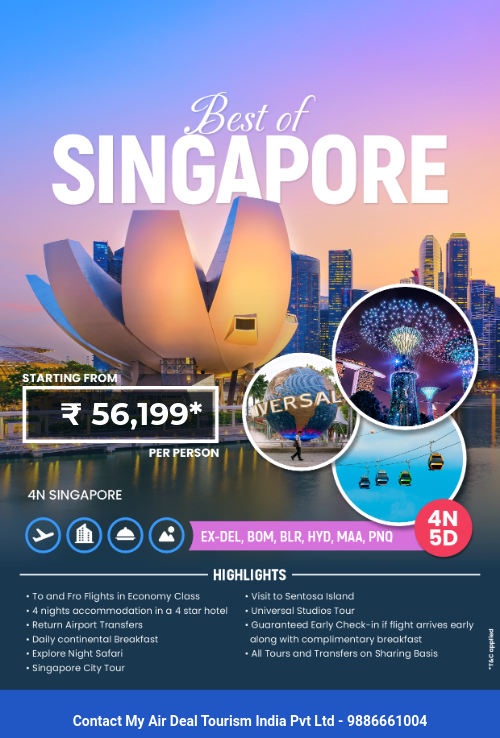 Best of
SINGAPORE
STARTING FROM
₹ 56,199*
PER PERSON
VERSAL
4N SINGAPORE
EX-DEL, BOM, BLR, HYD, MAA, PNQ
4N
5D
HIGHLIGHTS
• To and Fro Flights in Economy Class
• 4 nights accommodation in a 4 star hotel
• Return Airport Transfers
• Daily continental Breakfast
• Explore Night Safari
• Singapore City Tour
• Visit to Sentosa Island
• Universal Studios Tour
• Guaranteed Early Check-in if flight arrives early
along with complimentary breakfast
• All Tours and Transfers on Sharing Basis
*T&C applied
Contact My Air Deal Tourism India Pvt Ltd - 9886661004